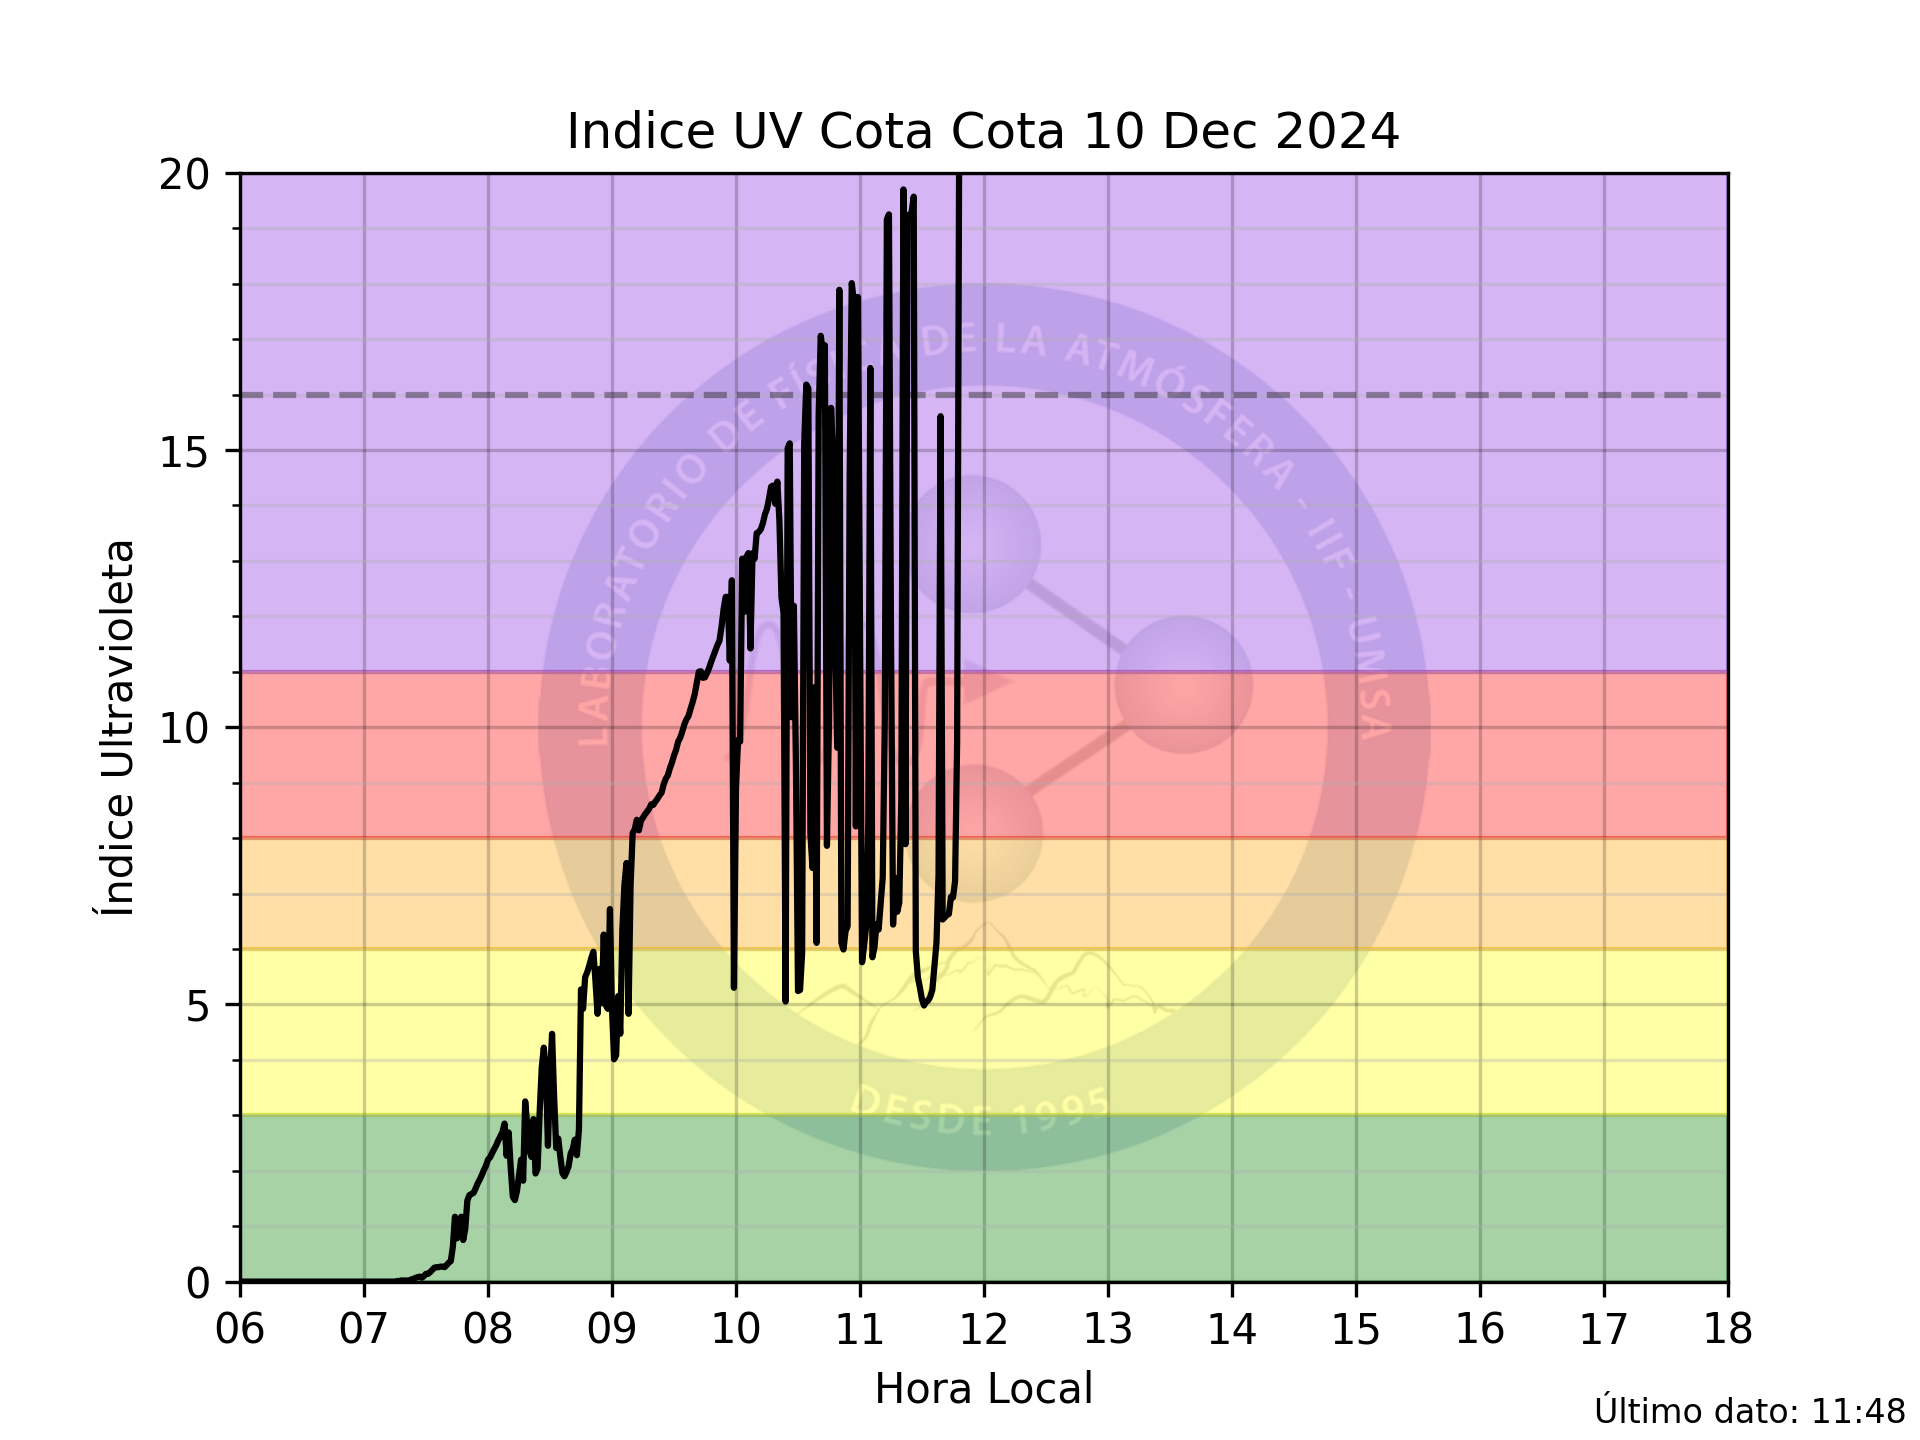 Indice UV Cota Cota 10 Dec 2024
20
15
10
5
0
Índice Ultravioleta
LABORATORIO DE FÍSICA DE LA ATMÓSFERA - IIF - UMSA
DESDE 1995
06 07 08 09 10 11 12 13 14 15 16 17 18
Hora Local
Último dato: 11:48